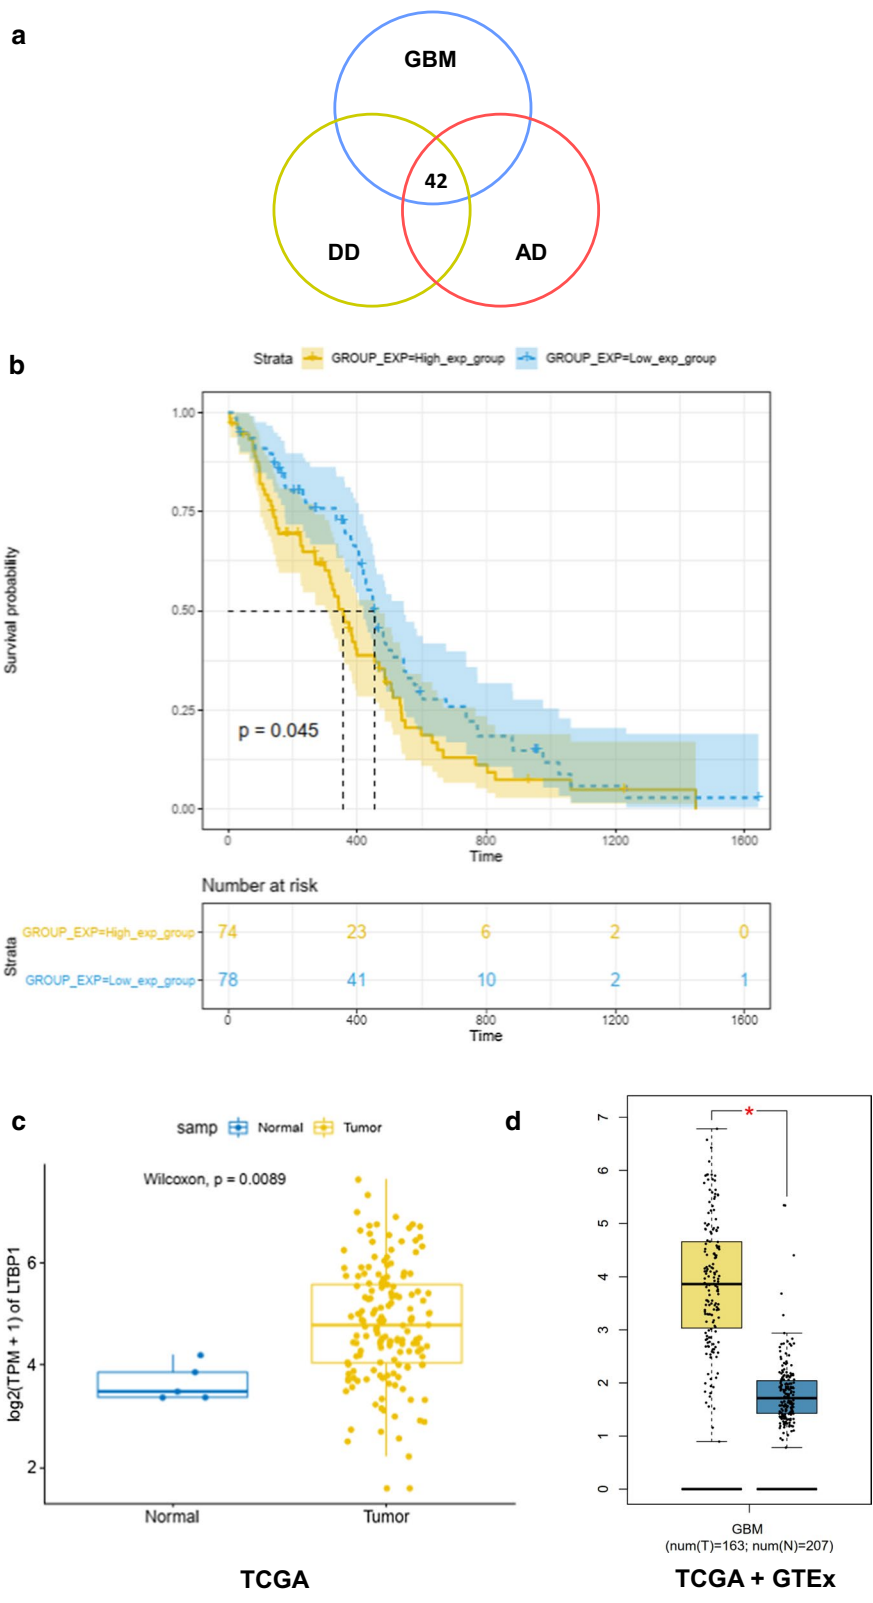 a
GBM
42
DD
AD
b
Strata GROUP_EXP=High_exp_group GROUP_EXP=Low_exp_group
Survival probability
1.00
0.75
0.50
0.25
0.00
p = 0.045
0 400 800 1200 1600
Time
Number at risk
Strata
GROUP_EXP=High_exp_group 74 23 6 2 0
GROUP_EXP=Low_exp_group 78 41 10 2 1
0 400 800 1200 1600
Time
c
samp Normal Tumor
Wilcoxon, p = 0.0089
log2(TPM + 1) of LTBP1
6
4
2
Normal Tumor
TCGA
d
*
7
6
5
4
3
2
1
0
GBM
(num(T)=163; num(N)=207)
TCGA + GTEx